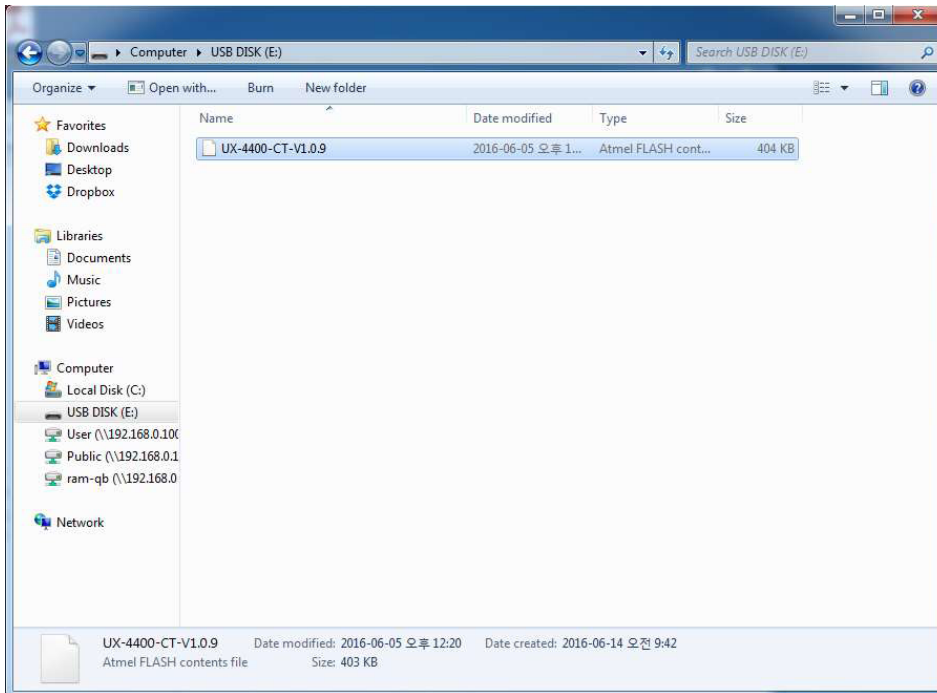 Computer ▸ USB DISK (E:)
Search USB DISK (E:)
Organize ▾ Open with... Burn New folder
Name Date modified Type Size
UX-4400-CT-V1.0.9 2016-06-05 오후 1... Atmel FLASH cont... 404 KB
Favorites
Downloads
Desktop
Dropbox
Libraries
Documents
Music
Pictures
Videos
Computer
Local Disk (C:)
USB DISK (E:)
User (\\192.168.0.100
Public (\\192.168.0.1
ram-qb (\\192.168.0
Network
UX-4400-CT-V1.0.9 Date modified: 2016-06-05 오후 12:20 Date created: 2016-06-14 오전 9:42
Atmel FLASH contents file Size: 403 KB